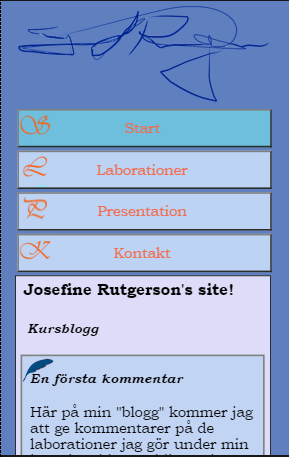 S Start
L Laborationer
P Presentation
K Kontakt
Josefine Rutgerson's site!
Kursblogg
En första kommentar
Här på min "blogg" kommer jag
att ge kommentarer på de
laborationer jag gör under min